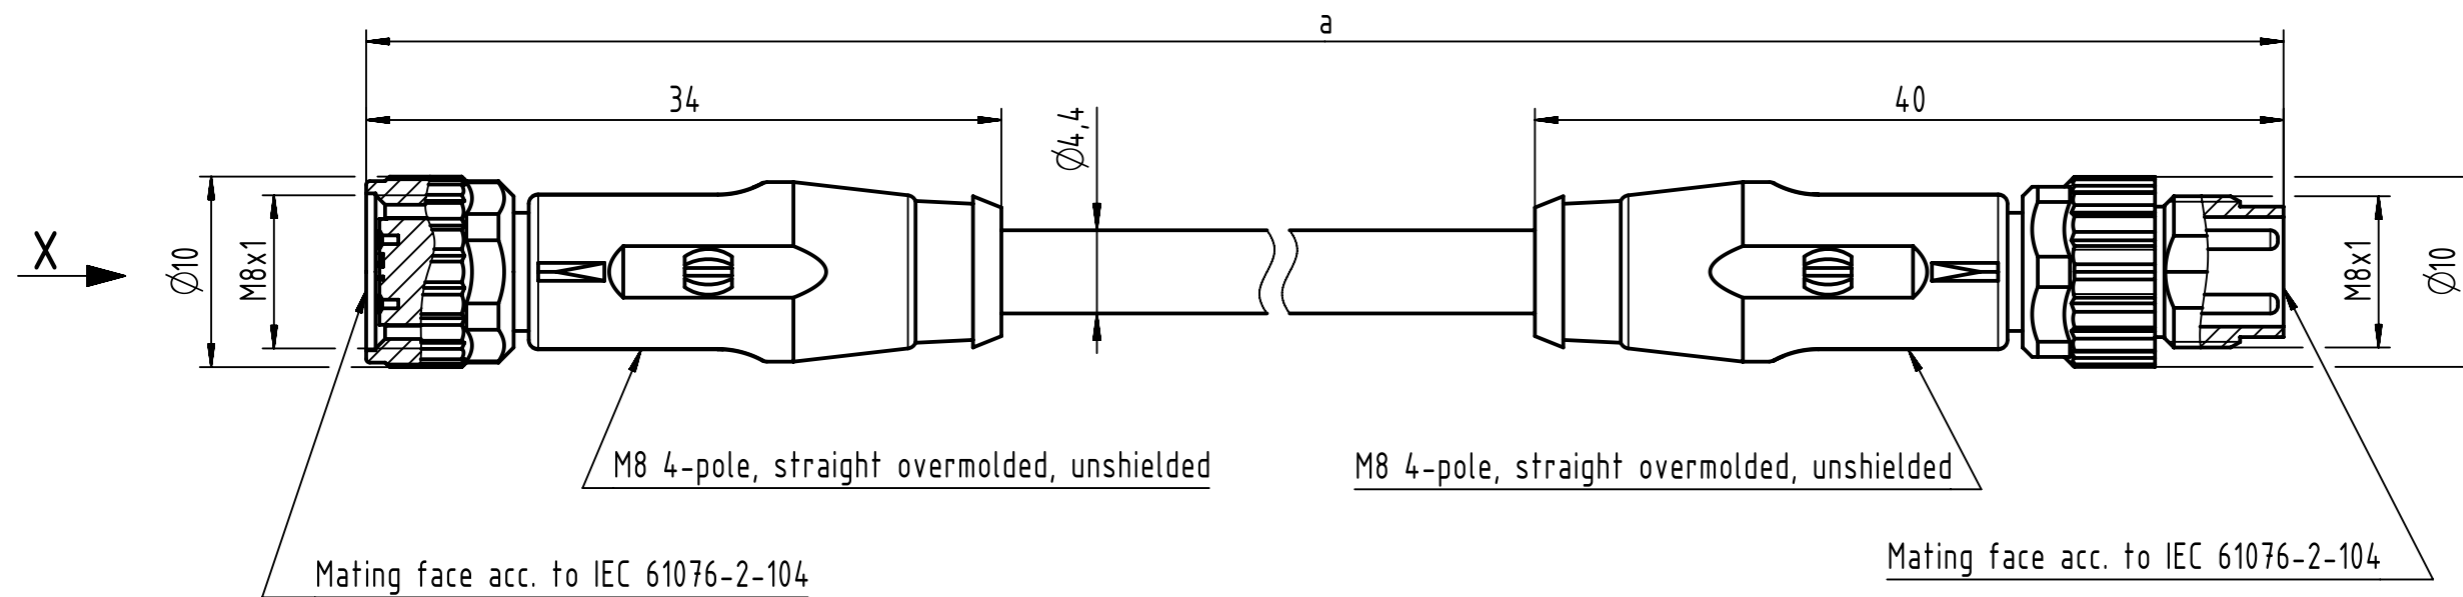 a
34
40
Ø4,4
X
Ø10
M8x1
M8x1
Ø10
M8 4-pole, straight overmolded, unshielded
M8 4-pole, straight overmolded, unshielded
Mating face acc. to IEC 61076-2-104
Mating face acc. to IEC 61076-2-104